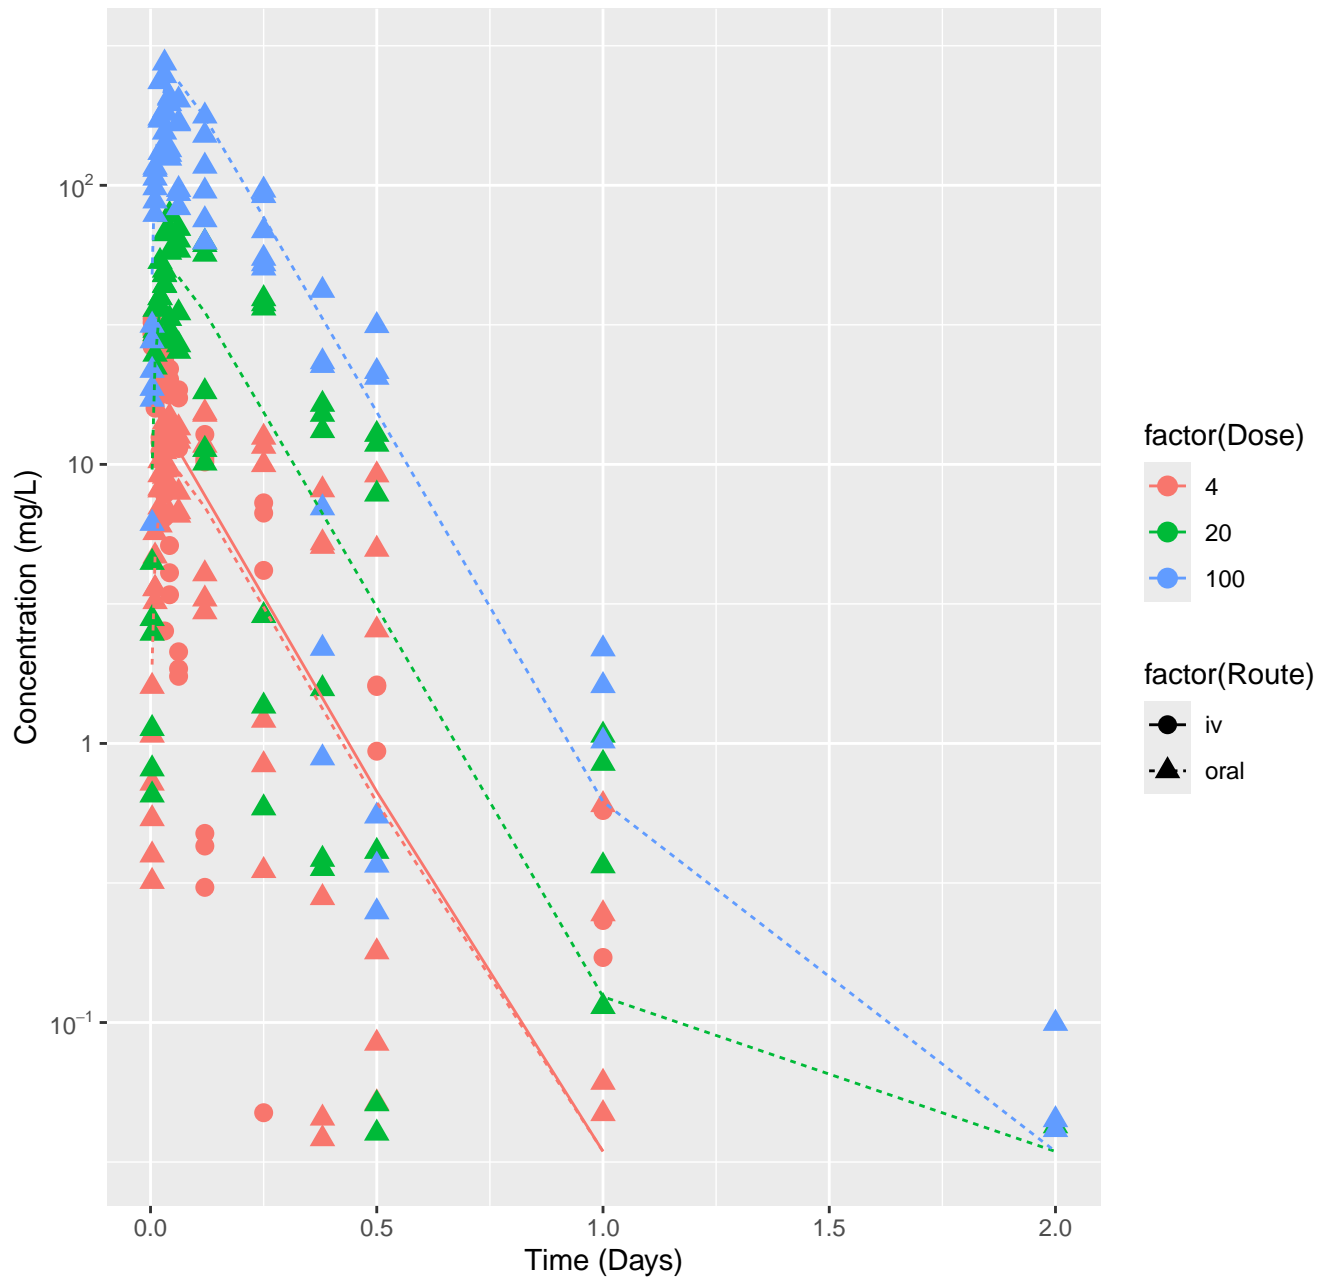 Concentration (mg/L)
10²
10
1
10⁻¹
0.0
0.5
1.0
1.5
2.0
Time (Days)
factor(Dose)
4
20
100
factor(Route)
iv
oral